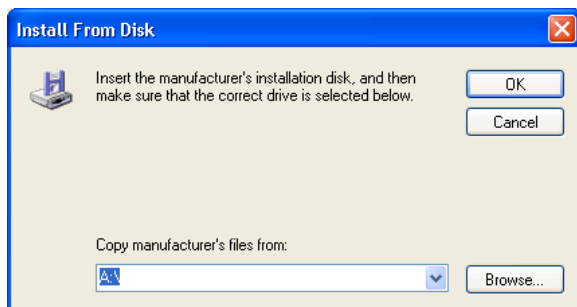 Install From Disk
Insert the manufacturer's installation disk, and then
make sure that the correct drive is selected below.
OK
Cancel
Copy manufacturer's files from:
A:\
Browse...